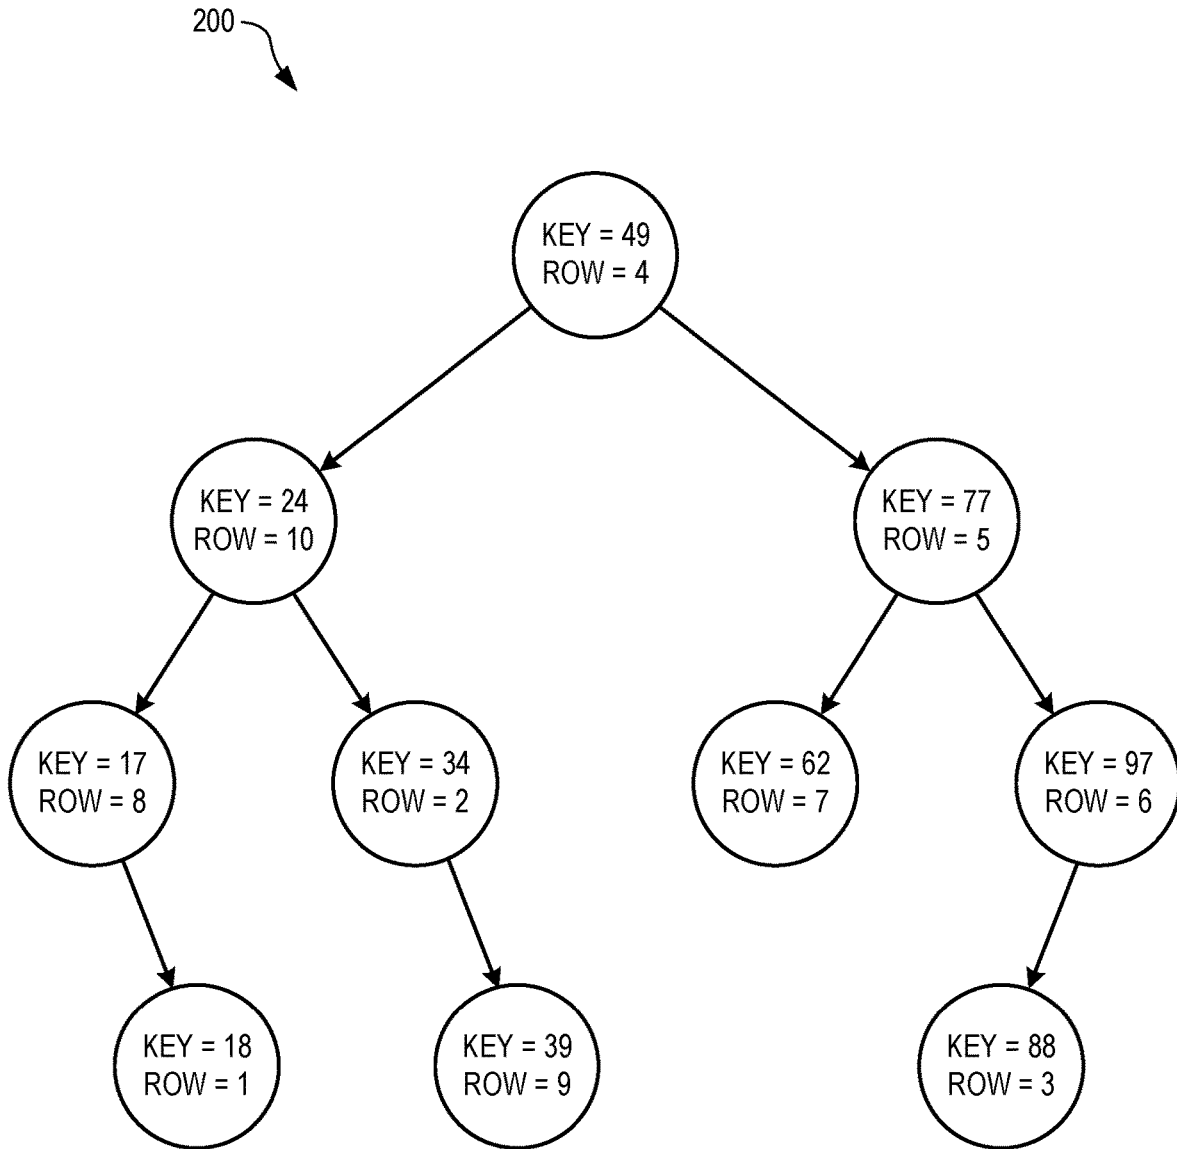 200
KEY = 49
ROW = 4
KEY = 24
ROW = 10
KEY = 77
ROW = 5
KEY = 17
ROW = 8
KEY = 34
ROW = 2
KEY = 62
ROW = 7
KEY = 97
ROW = 6
KEY = 18
ROW = 1
KEY = 39
ROW = 9
KEY = 88
ROW = 3